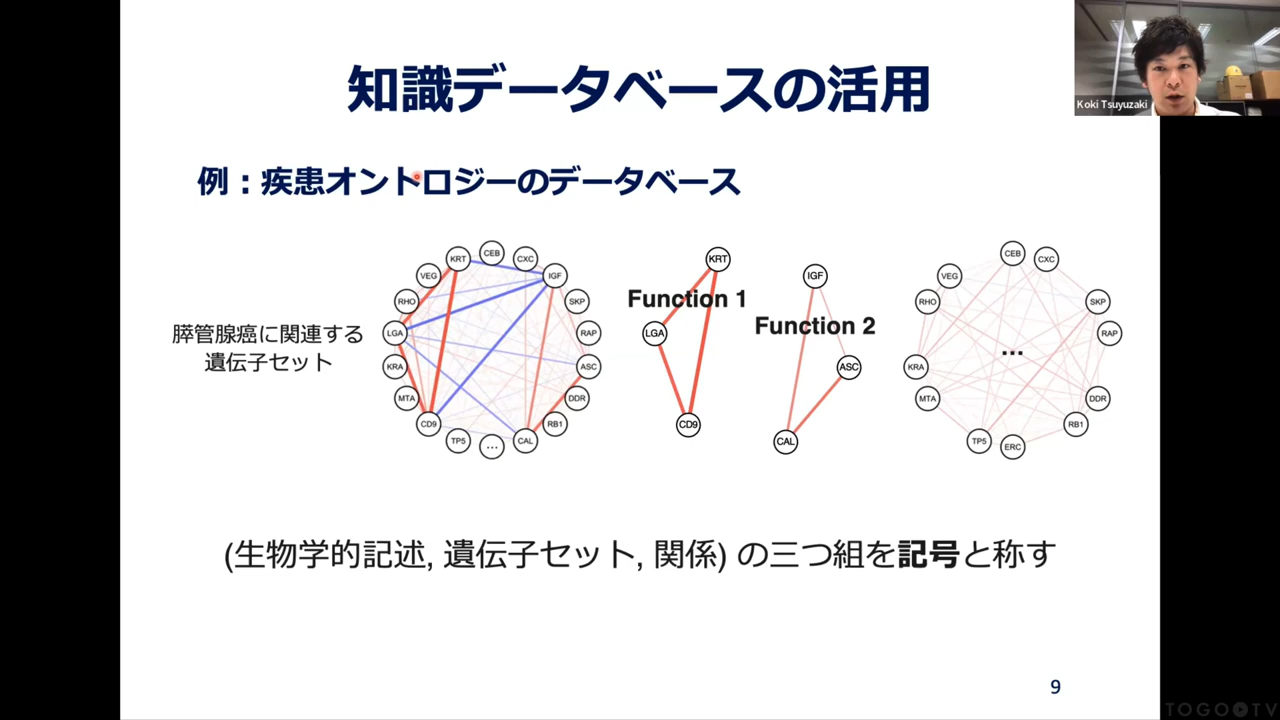 知識データベースの活用
Koki Tsuyuzaki
例：疾患オントロジーのデータベース
膵管腺癌に関連する
遺伝子セット
CEB
KRT
CXC
VEG
IGF
RHO
SKP
LGA
RAP
KRA
ASC
MTA
DDR
CD9
RB1
TP5
...
CAL
KRT
Function 1
LGA
CD9
IGF
Function 2
ASC
CAL
CEB
CXC
VEG
RHO
SKP
RAP
...
KRA
MTA
DDR
RB1
TP5
ERC
(生物学的記述, 遺伝子セット, 関係) の三つ組を記号と称す
9
TOGOTV